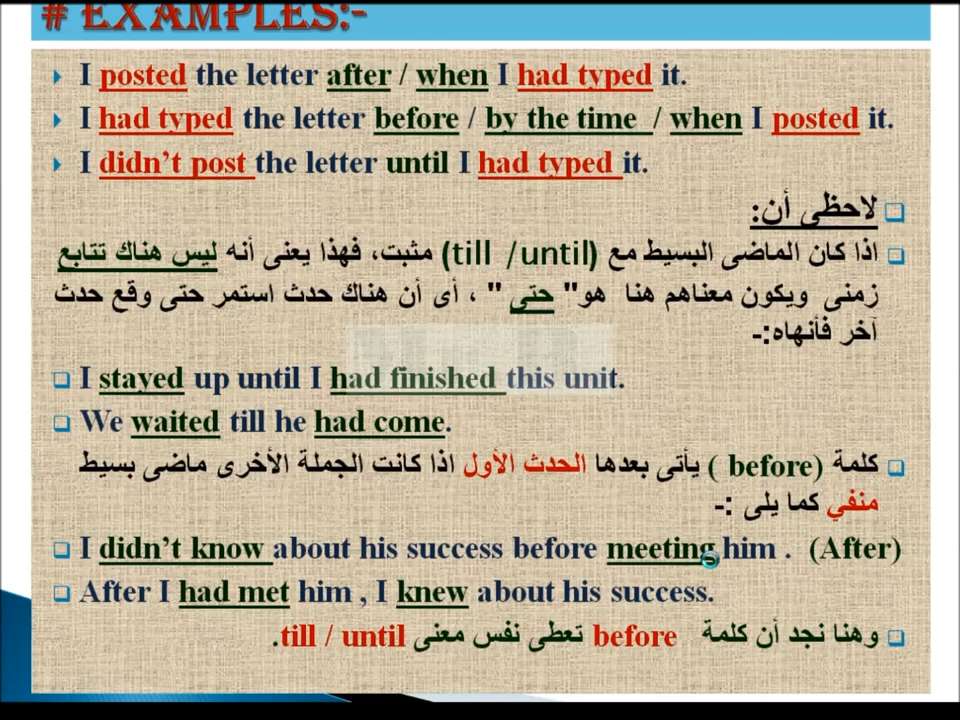 # EXAMPLES:-
I posted the letter after / when I had typed it.
I had typed the letter before / by the time / when I posted it.
I didn't post the letter until I had typed it.
لاحظى أن:
اذا كان الماضى البسيط مع (till /until) مثبت، فهذا يعنى أنه ليس هناك تتابع
زمنى ويكون معناهم هنا هو" حتى " ، أى أن هناك حدث استمر حتى وقع حدث
آخر فأنهاه:-
I stayed up until I had finished this unit.
We waited till he had come.
كلمة (before ) يأتى بعدها الحدث الأول اذا كانت الجملة الأخرى ماضى بسيط
منفي كما يلى :-
I didn't know about his success before meeting him . (After)
After I had met him , I knew about his success.
وهنا نجد أن كلمة before تعطى نفس معنى till / until.